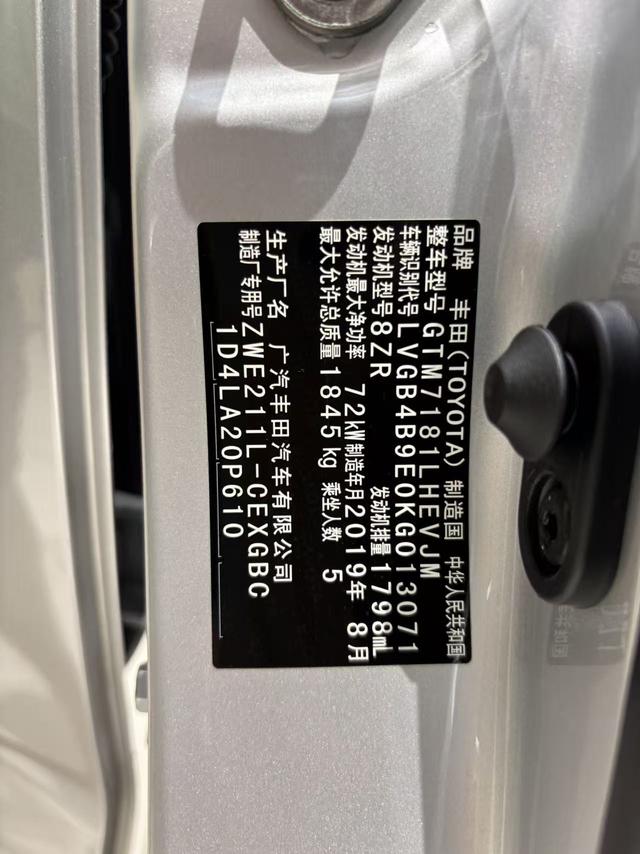 品牌 丰田(TOYOTA) 制造国 中华人民共和国
整车型号 GTM7181LHEVJM
车辆识别代号 LVGB4B9E0KG013071
发动机型号 8ZR 发动机排量 1798mL
发动机最大净功率 72kW 制造年月 2019年 8月
最大允许总质量 1845kg 乘坐人数 5
生产厂名 广汽丰田汽车有限公司
制造厂专用号 ZWE211L-CEXGBC
1D4LA20P610